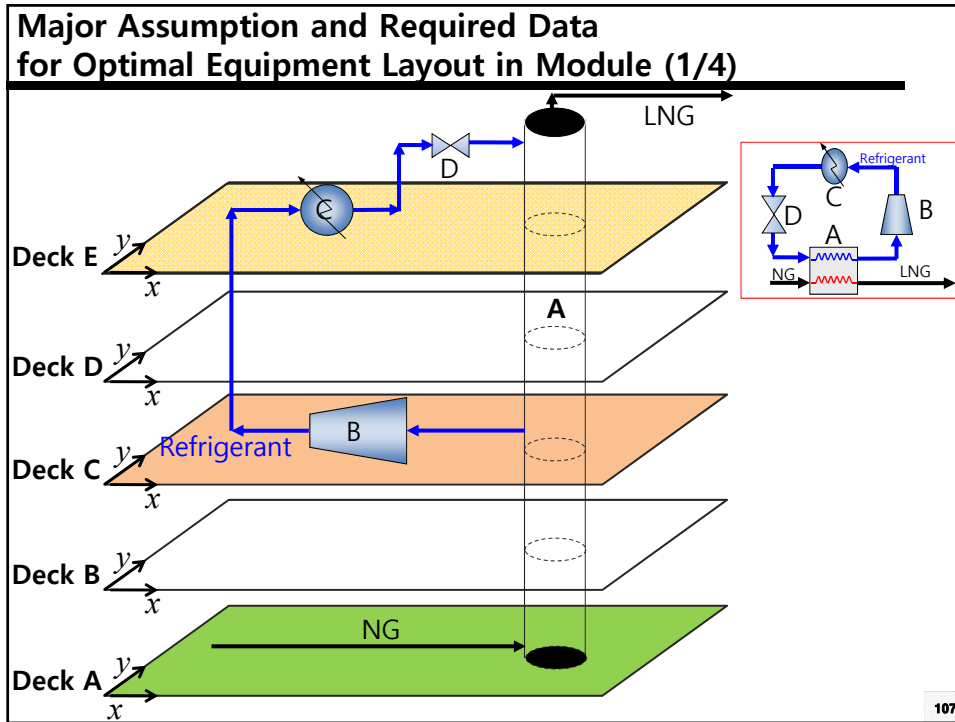 Major Assumption and Required Data
for Optimal Equipment Layout in Module (1/4)
LNG
D
C
Deck E
y
x
Refrigerant
C
D
B
A
NG
LNG
A
Deck D
y
x
B
Refrigerant
Deck C
y
x
Deck B
y
x
NG
Deck A
y
x
107